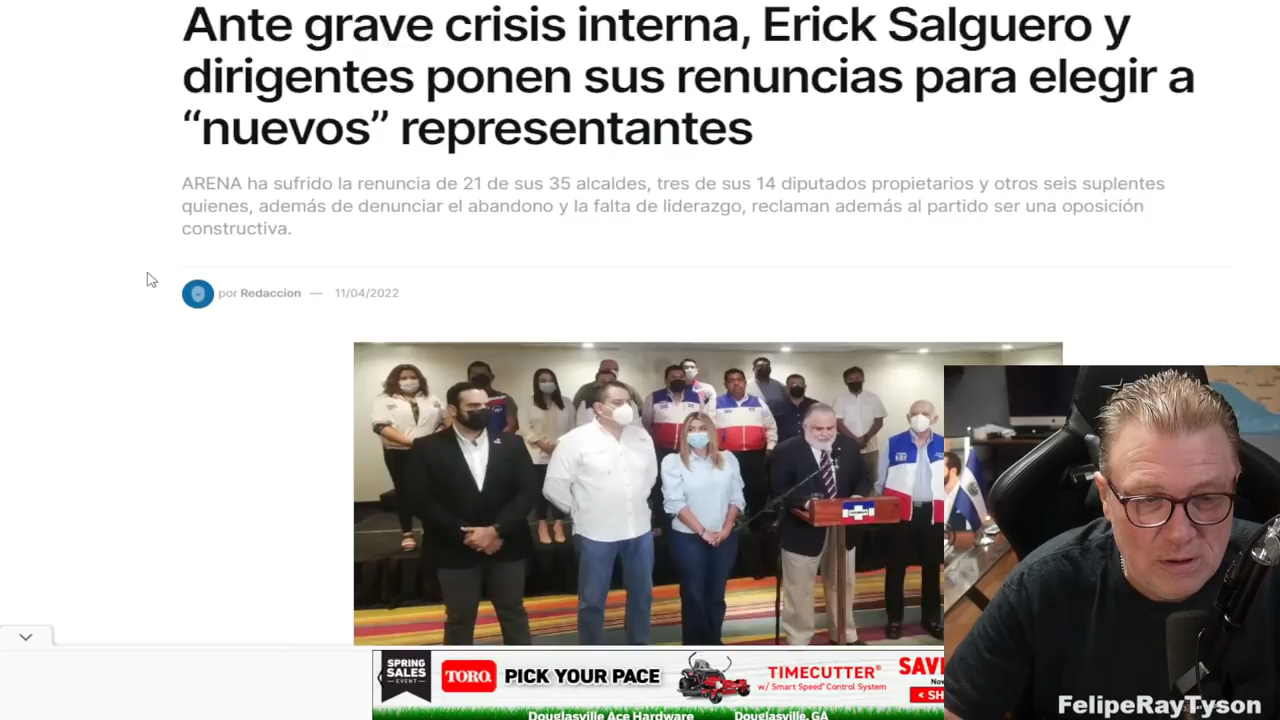 Ante grave crisis interna, Erick Salguero y
dirigentes ponen sus renuncias para elegir a
“nuevos” representantes
ARENA ha sufrido la renuncia de 21 de sus 35 alcaldes, tres de sus 14 diputados propietarios y otros seis suplentes
quienes, además de denunciar el abandono y la falta de liderazgo, reclaman además al partido ser una oposición
constructiva.
por Redaccion — 11/04/2022
SPRING
SALES
EVENT
TORO
PICK YOUR PACE
TIMECUTTER®
w/ Smart Speed® Control System
Douglasville Ace Hardware Douglasville, GA
FelipeRayTyson